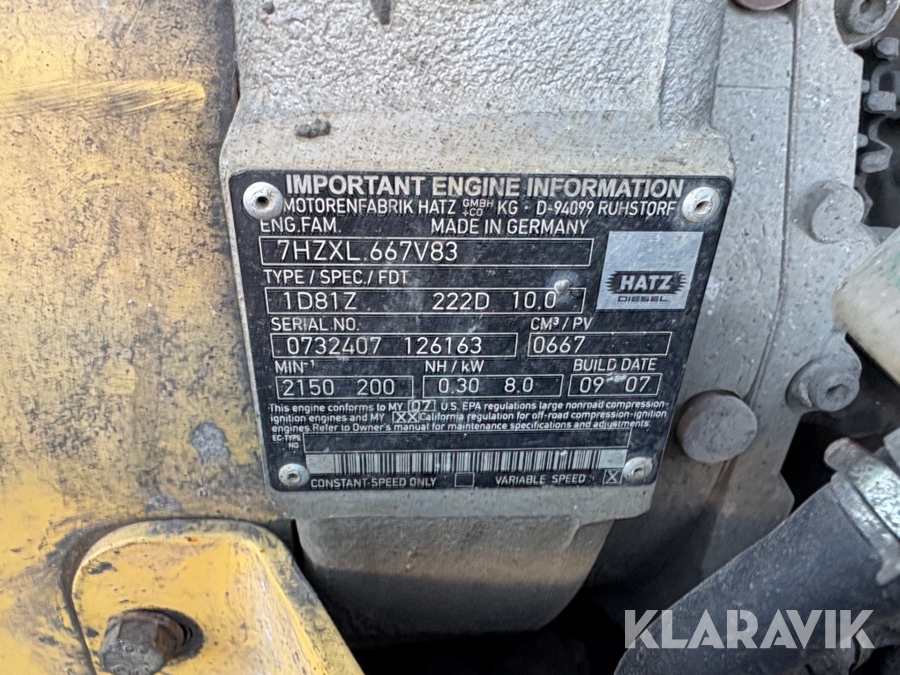 IMPORTANT ENGINE INFORMATION
MOTORENFABRIK HATZ GMBH +CO KG · D-94099 RUHSTORF
ENG.FAM. MADE IN GERMANY
7HZXL.667V83
TYPE / SPEC./ FDT
1D81Z 222D 10.0
HATZ
DIESEL
SERIAL.NO. CM³/ PV
0732407 126163 0667
MIN⁻¹ NH / kW BUILD DATE
2150 200 0.30 8.0 09 07
This engine conforms to MY 07 U.S. EPA regulations large nonroad compression-
ignition engines and MY XX California regulation for off-road compression-ignition
engines. Refer to Owner's manual for maintenance specifications and adjustments.
EC-TYPE
NO.
CONSTANT-SPEED ONLY VARIABLE SPEED X
KLARAVIK